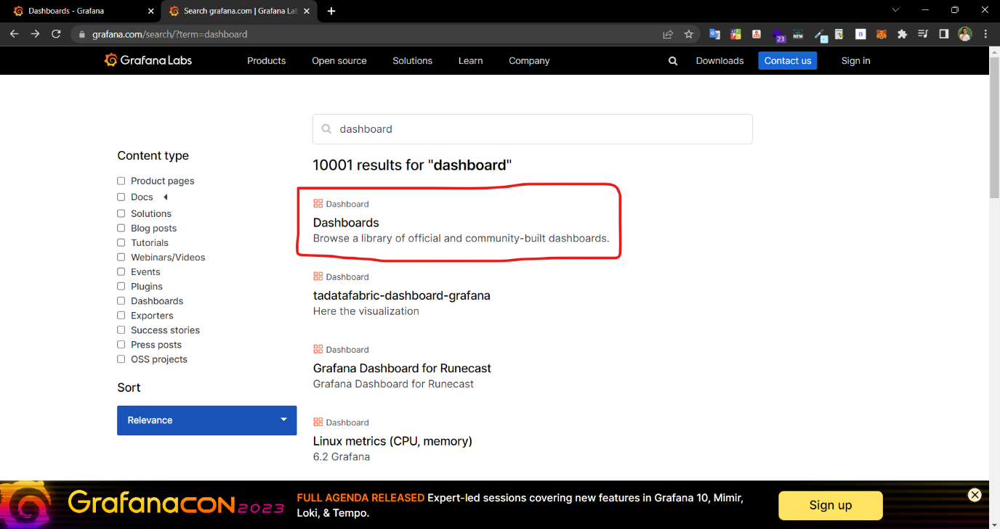 Dashboards - Grafana
Search grafana.com | Grafana Lab
grafana.com/search/?term=dashboard
23
NEW
B
Grafana Labs
Products
Open source
Solutions
Learn
Company
Downloads
Contact us
Sign in
dashboard
10001 results for "dashboard"
Content type
Product pages
Docs
Solutions
Blog posts
Tutorials
Webinars/Videos
Events
Plugins
Dashboards
Exporters
Success stories
Press posts
OSS projects
Sort
Relevance
Dashboard
Dashboards
Browse a library of official and community-built dashboards.
Dashboard
tadatafabric-dashboard-grafana
Here the visualization
Dashboard
Grafana Dashboard for Runecast
Grafana Dashboard for Runecast
Dashboard
Linux metrics (CPU, memory)
6.2 Grafana
GrafanaCON 2023
FULL AGENDA RELEASED Expert-led sessions covering new features in Grafana 10, Mimir,
Loki, & Tempo.
Sign up